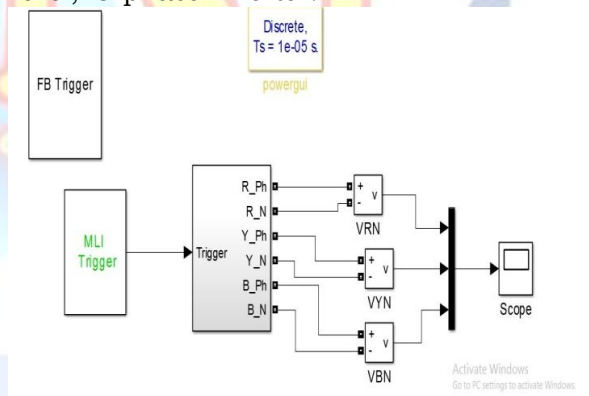 Discrete,
Ts = 1e-05 s.
powergui
FB Trigger
MLI
Trigger
Trigger
R_Ph
R_N
Y_Ph
Y_N
B_Ph
B_N
+
-
v
VRN
+
-
v
VYN
+
-
v
VBN
Scope
Activate Windows
Go to PC settings to activate Windows.